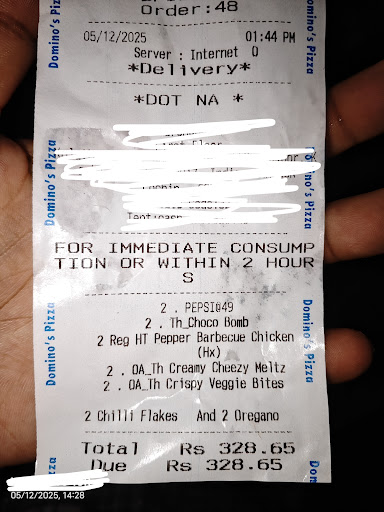 Order:48
05/12/2025 01:44 PM
Server : Internet O
*Delivery*
*DOT NA *
FOR IMMEDIATE CONSUMP
TION OR WITHIN 2 HOUR
S
2 . PEPSI@49
2 . Th_Choco Bomb
2 Reg HT Pepper Barbecue Chicken
(Hx)
2 . OA_Th Creamy Cheezy Meltz
2 . OA_Th Crispy Veggie Bites
2 Chilli Flakes And 2 Oregano
Total Rs 328.65
Due Rs 328.65
Domino's Pizza
Domino's Pizza
Domino's Pizza
Domino's Pizza
Domino's Pizza
Domino's Pizza
05/12/2025, 14:28